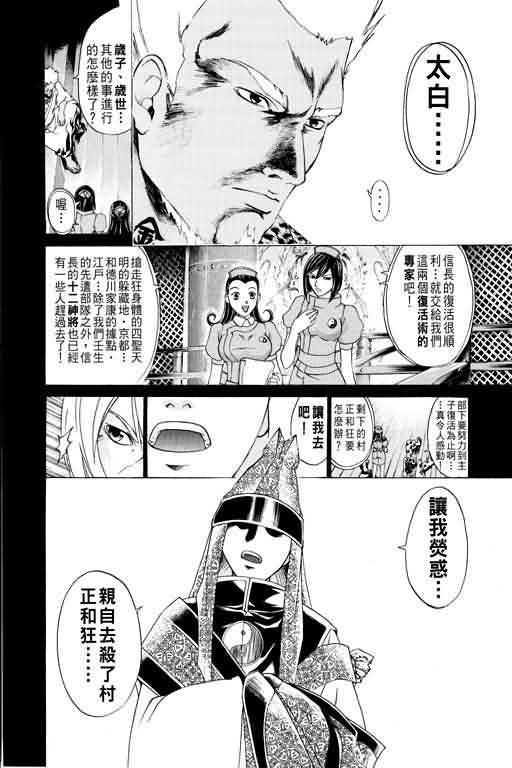 太白‥‥
‥‥
歲子、歲世‥
其他的事進行
的怎麼樣了？
喔‥
金
信長的復活很順
利‥就交給我們
這兩個復活術的
專家吧！
搶走狂身體的四聖天
和德川家康的據點，
明的躲藏地，京都‥
江戶‥除了我們壬生
的先遣部隊之外，信
長的十二神將也已經
有一些人趕過去了！
部下要努力到主
子復活為止啊‥
‥真令人感動
剩下的村
正和狂要
怎麼辦？
讓我去
吧！
讓我熒惑‥
親自去殺了村
正和狂‥‥